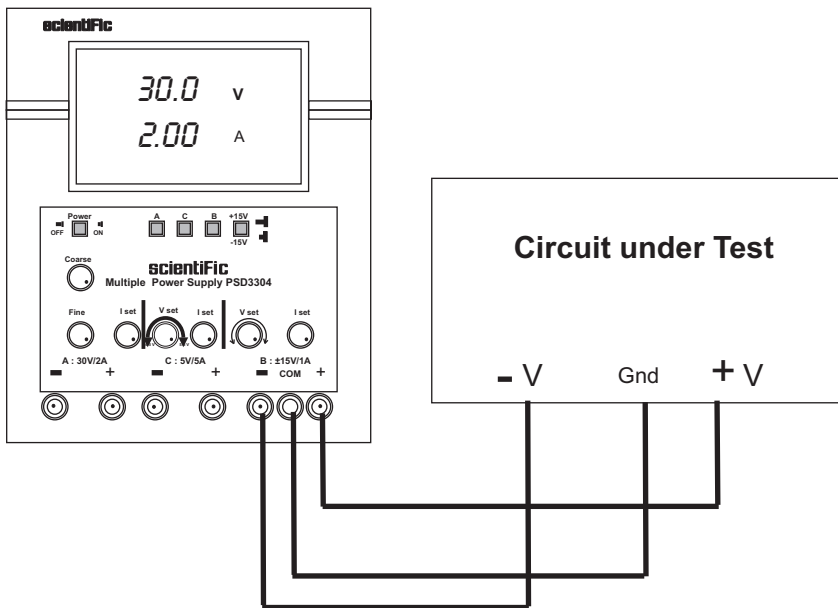 scientiFic
30.0 V
2.00 A
Power
OFF ON
A C B +15V
-15V
Coarse
scientiFic
Multiple Power Supply PSD3304
Fine I set V set I set V set I set
A : 30V/2A C : 5V/5A B : ±15V/1A
- + - + - COM +
Circuit under Test
- V Gnd + V